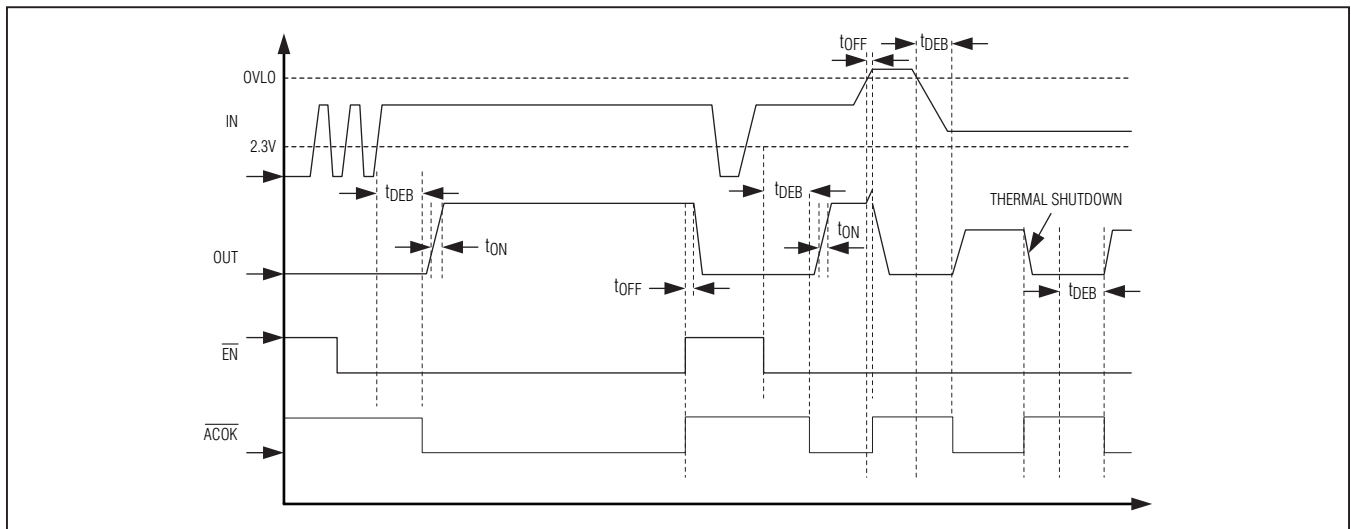 tOFF
tDEB
OVLO
IN
2.3V
tDEB
tDEB
THERMAL SHUTDOWN
tON
tON
OUT
tOFF
tDEB
EN
ACOK